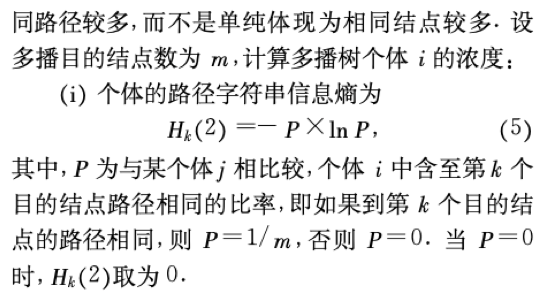 同路径较多,而不是单纯体现为相同结点较多. 设
多播目的结点数为 m,计算多播树个体 i 的浓度:
(i) 个体的路径字符串信息熵为
Hk(2) =- P×ln P, (5)
其中, P 为与某个体 j 相比较,个体 i 中含至第 k 个
目的结点路径相同的比率,即如果到第 k 个目的结
点的路径相同,则 P=1/m,否则 P=0. 当 P=0
时, Hk(2)取为 0.